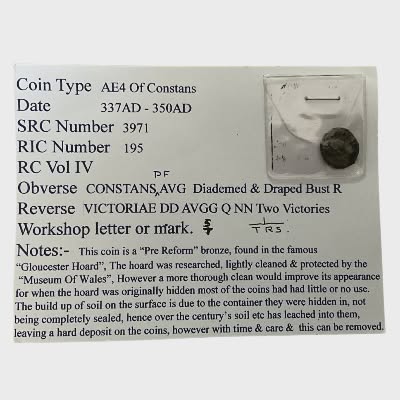 Coin Type AE4 Of Constans
Date 337AD - 350AD
SRC Number 3971
RIC Number 195
RC Vol IV
Obverse CONSTANS PF AVG Diademed & Draped Bust R
Reverse VICTORIAE DD AVGG Q NN Two Victories
Workshop letter or mark. TRS.
Notes:- This coin is a "Pre Reform" bronze, found in the famous
"Gloucester Hoard", The hoard was researched, lightly cleaned & protected by the
"Museum Of Wales", However a more thorough clean would improve its appearance
for when the hoard was originally hidden most of the coins had had little or no use.
The build up of soil on the surface is due to the container they were hidden in, not
being completely sealed, hence over the century's soil etc has leached into them,
leaving a hard deposit on the coins, however with time & care & this can be removed.